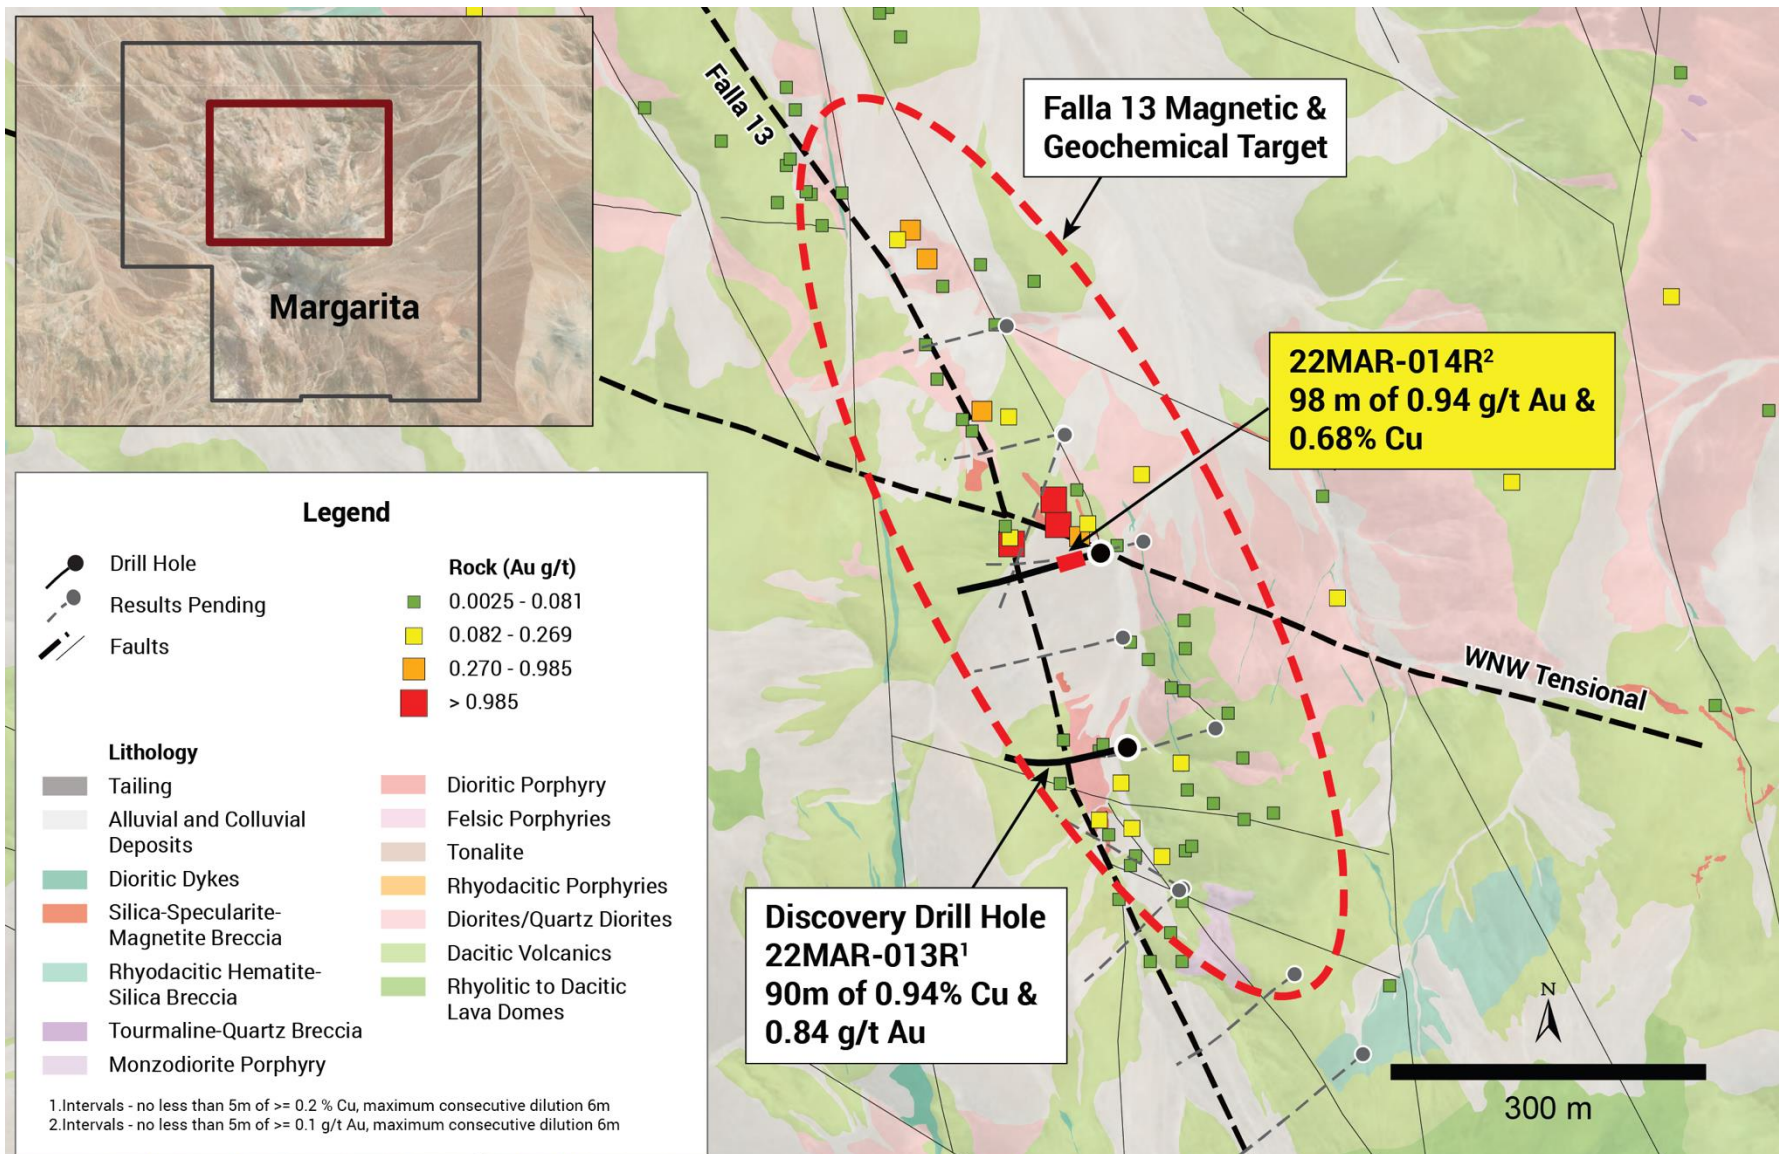 Margarita
Falla 13
Falla 13 Magnetic &
Geochemical Target
22MAR-014R²
98 m of 0.94 g/t Au &
0.68% Cu
WNW Tensional
Discovery Drill Hole
22MAR-013R¹
90m of 0.94% Cu &
0.84 g/t Au
N
300 m
Legend
Drill Hole
Results Pending
Faults
Rock (Au g/t)
0.0025 - 0.081
0.082 - 0.269
0.270 - 0.985
> 0.985
Lithology
Tailing
Alluvial and Colluvial
Deposits
Dioritic Dykes
Silica-Specularite-
Magnetite Breccia
Rhyodacitic Hematite-
Silica Breccia
Tourmaline-Quartz Breccia
Monzodiorite Porphyry
Dioritic Porphyry
Felsic Porphyries
Tonalite
Rhyodacitic Porphyries
Diorites/Quartz Diorites
Dacitic Volcanics
Rhyolitic to Dacitic
Lava Domes
1.Intervals - no less than 5m of >= 0.2 % Cu, maximum consecutive dilution 6m
2.Intervals - no less than 5m of >= 0.1 g/t Au, maximum consecutive dilution 6m